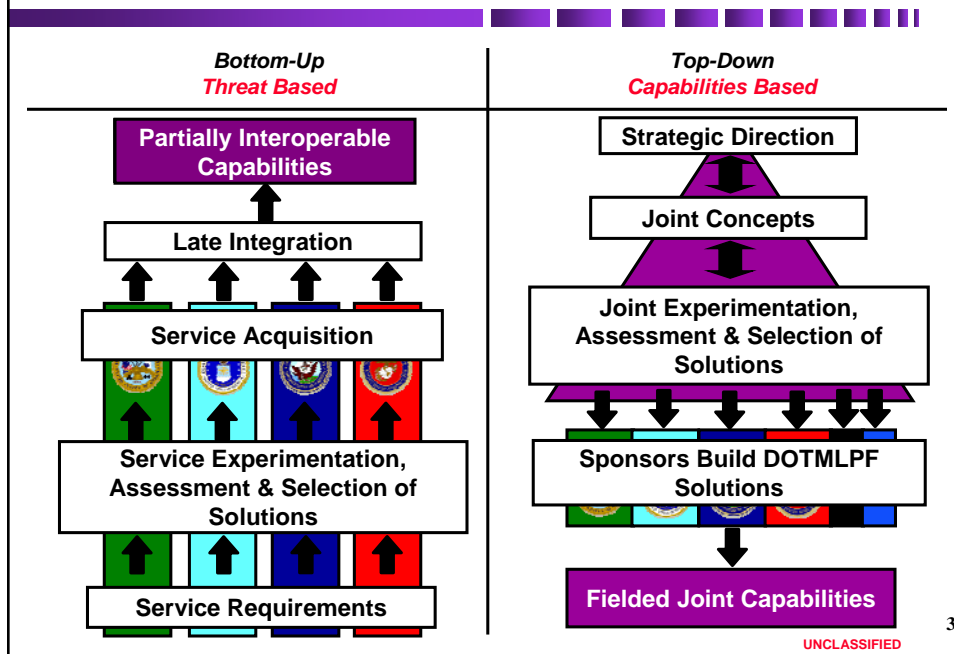 Bottom-Up
Threat Based
Partially Interoperable
Capabilities
Late Integration
Service Acquisition
Service Experimentation,
Assessment & Selection of
Solutions
Service Requirements
Top-Down
Capabilities Based
Strategic Direction
Joint Concepts
Joint Experimentation,
Assessment & Selection of
Solutions
Sponsors Build DOTMLPF
Solutions
Fielded Joint Capabilities
3
UNCLASSIFIED